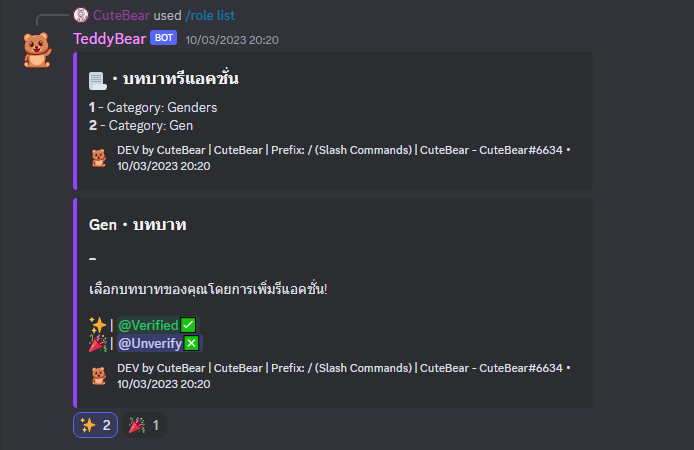 CuteBear used /role list
TeddyBear BOT 10/03/2023 20:20
📃・บทบาทรีแอคชั่น
1 - Category: Genders
2 - Category: Gen
DEV by CuteBear | CuteBear | Prefix: / (Slash Commands) | CuteBear - CuteBear#6634 •
10/03/2023 20:20
Gen・บทบาท
_
เลือกบทบาทของคุณโดยการเพิ่มรีแอคชั่น!
✨ | @Verified✅
🎉 | @Unverify❎
DEV by CuteBear | CuteBear | Prefix: / (Slash Commands) | CuteBear - CuteBear#6634 •
10/03/2023 20:20
✨ 2 🎉 1